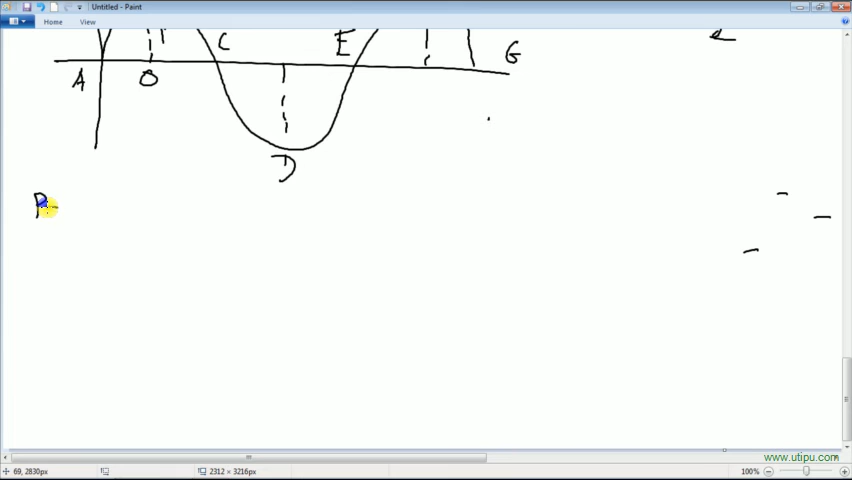 Untitled - Paint
Home View
C E G
A O
D
P
www.utipu.com
69, 2830px 2312 × 3216px 100%